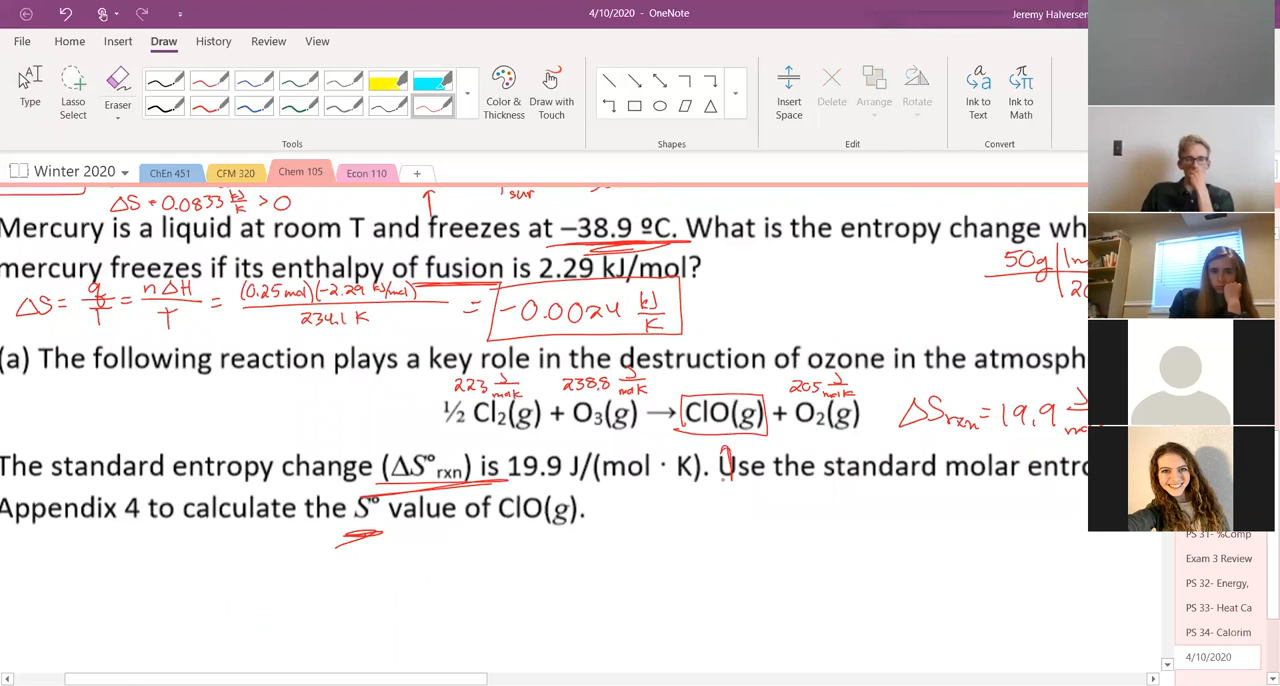 4/10/2020 - OneNote
Jeremy Halversen
File Home Insert Draw History Review View
Type
Lasso Select
Eraser
Color & Thickness
Draw with Touch
Insert Space
Delete
Arrange
Rotate
Ink to Text
Ink to Math
Tools Shapes Edit Convert
Winter 2020 ChEn 451 CFM 320 Chem 105 Econ 110 +
sur
ΔS = 0.0833 kJ/K > 0
Mercury is a liquid at room T and freezes at –38.9 ºC. What is the entropy change wh
mercury freezes if its enthalpy of fusion is 2.29 kJ/mol?
50g
ΔS = q/T = nΔH/T = (0.25 mol)(-2.29 kJ/mol)/234.1 K = -0.0024 kJ/K
(a) The following reaction plays a key role in the destruction of ozone in the atmosph
223 J/molK 238.8 J/molK 205 J/molK
½ Cl₂(g) + O₃(g) → ClO(g) + O₂(g) ΔSrxn = 19.9
The standard entropy change (ΔS°rxn) is 19.9 J/(mol · K). Use the standard molar entro
Appendix 4 to calculate the S° value of ClO(g).
PS 31- %Comp
Exam 3 Review
PS 32- Energy,
PS 33- Heat Ca
PS 34- Calorim
4/10/2020